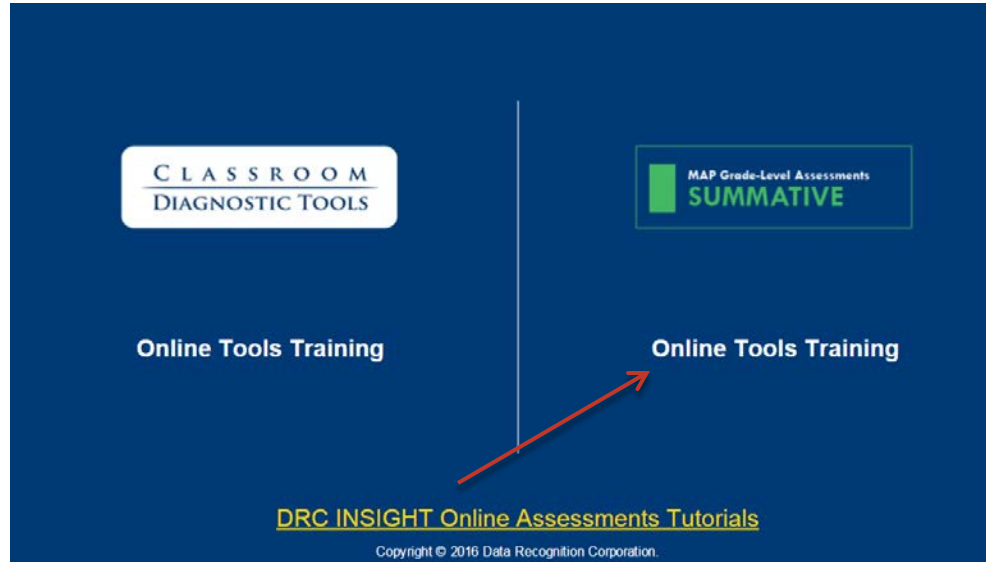 CLASSROOM
DIAGNOSTIC TOOLS
Online Tools Training
MAP Grade-Level Assessments
SUMMATIVE
Online Tools Training
DRC INSIGHT Online Assessments Tutorials
Copyright © 2016 Data Recognition Corporation.